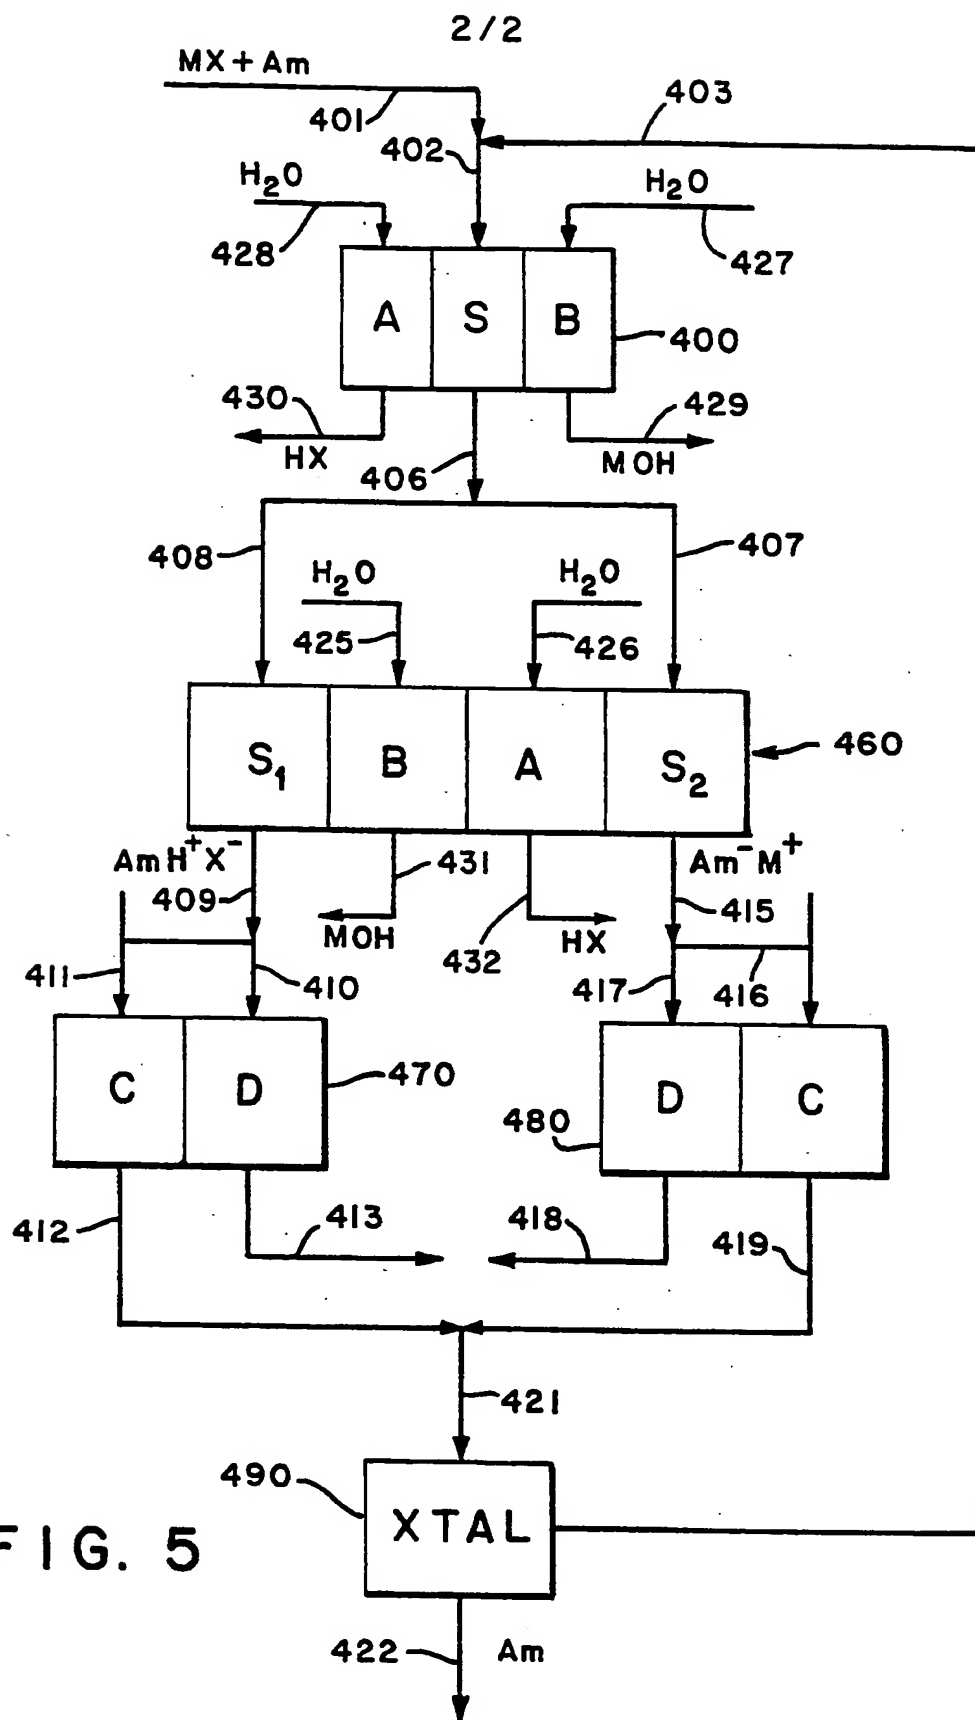 2/2
MX + Am
401
403
402
H2O
H2O
428
427
A
S
B
400
430
429
HX
406
MOH
408
407
H2O
H2O
425
426
S1
B
A
S2
460
AmH+X-
431
Am-M+
409
415
MOH
432
HX
411
410
417
416
C
D
470
D
C
480
412
413
418
419
421
490
XTAL
FIG. 5
422
Am